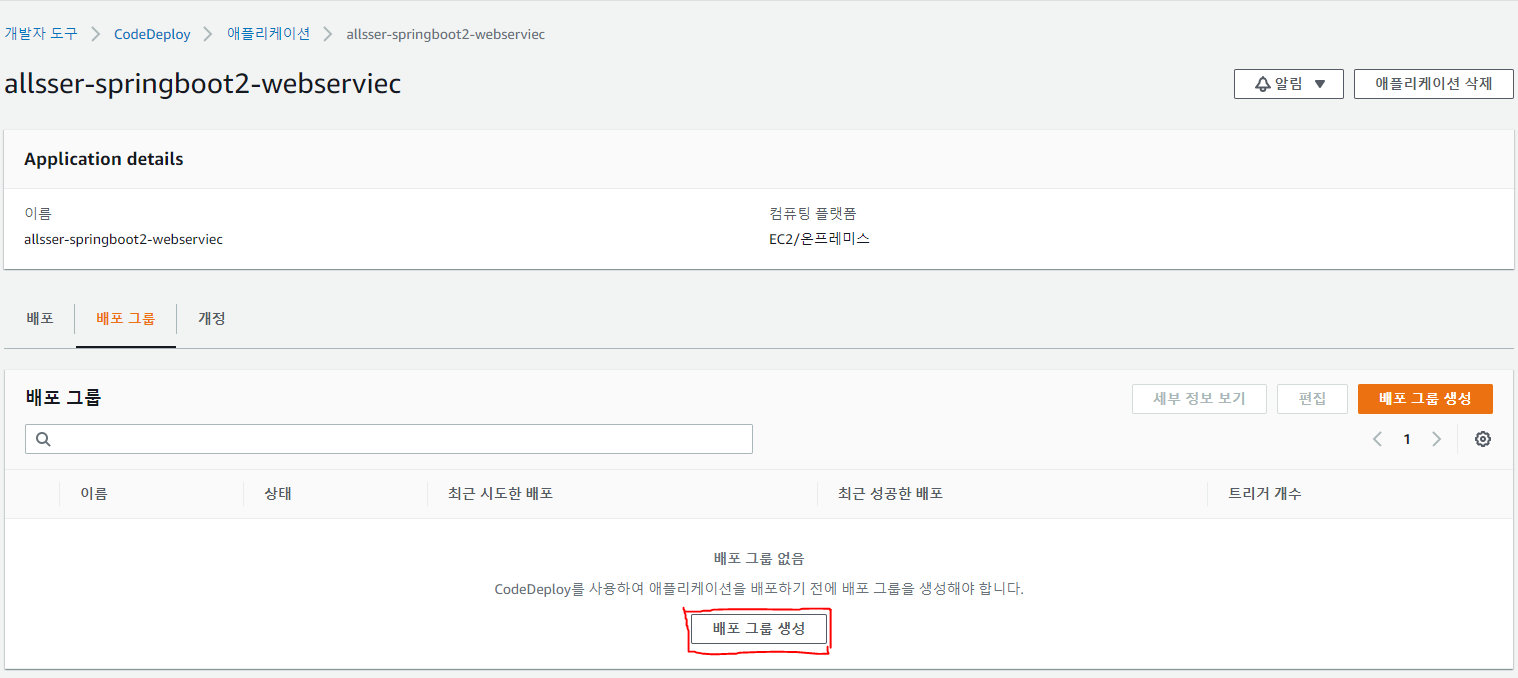 개발자 도구 > CodeDeploy > 애플리케이션 > allsser-springboot2-webserviec
allsser-springboot2-webserviec
알림 ▼ 애플리케이션 삭제
Application details
이름 컴퓨팅 플랫폼
allsser-springboot2-webserviec EC2/온프레미스
배포 배포 그룹 개정
배포 그룹 세부 정보 보기 편집 배포 그룹 생성
1
이름 상태 최근 시도한 배포 최근 성공한 배포 트리거 개수
배포 그룹 없음
CodeDeploy를 사용하여 애플리케이션을 배포하기 전에 배포 그룹을 생성해야 합니다.
배포 그룹 생성